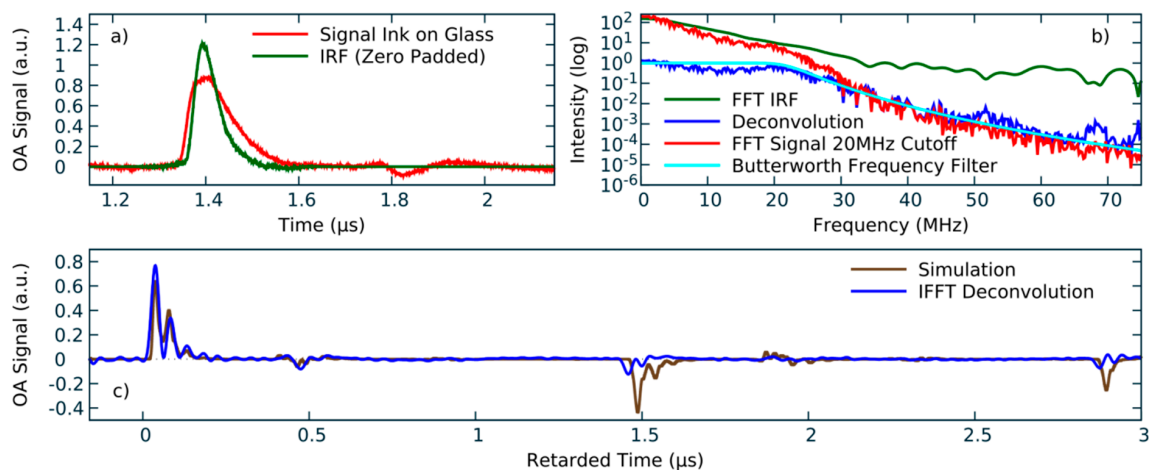 OA Signal (a.u.)
1.4
1.2
1.0
0.8
0.6
0.4
0.2
0
a)
Signal Ink on Glass
IRF (Zero Padded)
1.2
1.4
1.6
1.8
2
Time (µs)
Intensity (log)
10^2
10^1
10^0
10^-1
10^-2
10^-3
10^-4
10^-5
10^-6
b)
FFT IRF
Deconvolution
FFT Signal 20MHz Cutoff
Butterworth Frequency Filter
0
10
20
30
40
50
60
70
Frequency (MHz)
OA Signal (a.u.)
0.8
0.6
0.4
0.2
0
-0.2
-0.4
c)
Simulation
IFFT Deconvolution
0
0.5
1
1.5
2
2.5
3
Retarded Time (µs)